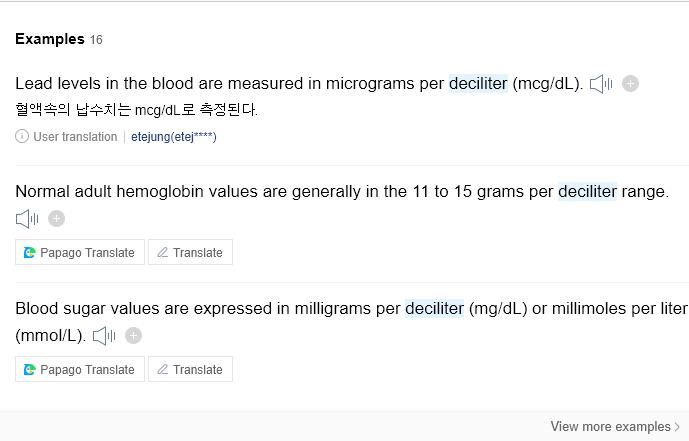 Examples 16
Lead levels in the blood are measured in micrograms per deciliter (mcg/dL).
혈액속의 납수치는 mcg/dL로 측정된다.
User translation | etejung(etej****)
Normal adult hemoglobin values are generally in the 11 to 15 grams per deciliter range.
Papago Translate Translate
Blood sugar values are expressed in milligrams per deciliter (mg/dL) or millimoles per liter
(mmol/L).
Papago Translate Translate
View more examples